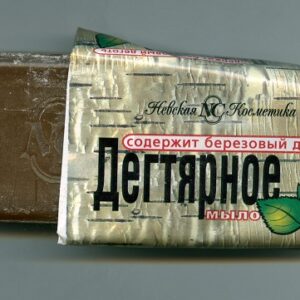 Невская NC Косметика
содержит березовый д
Дегтярное
мыло